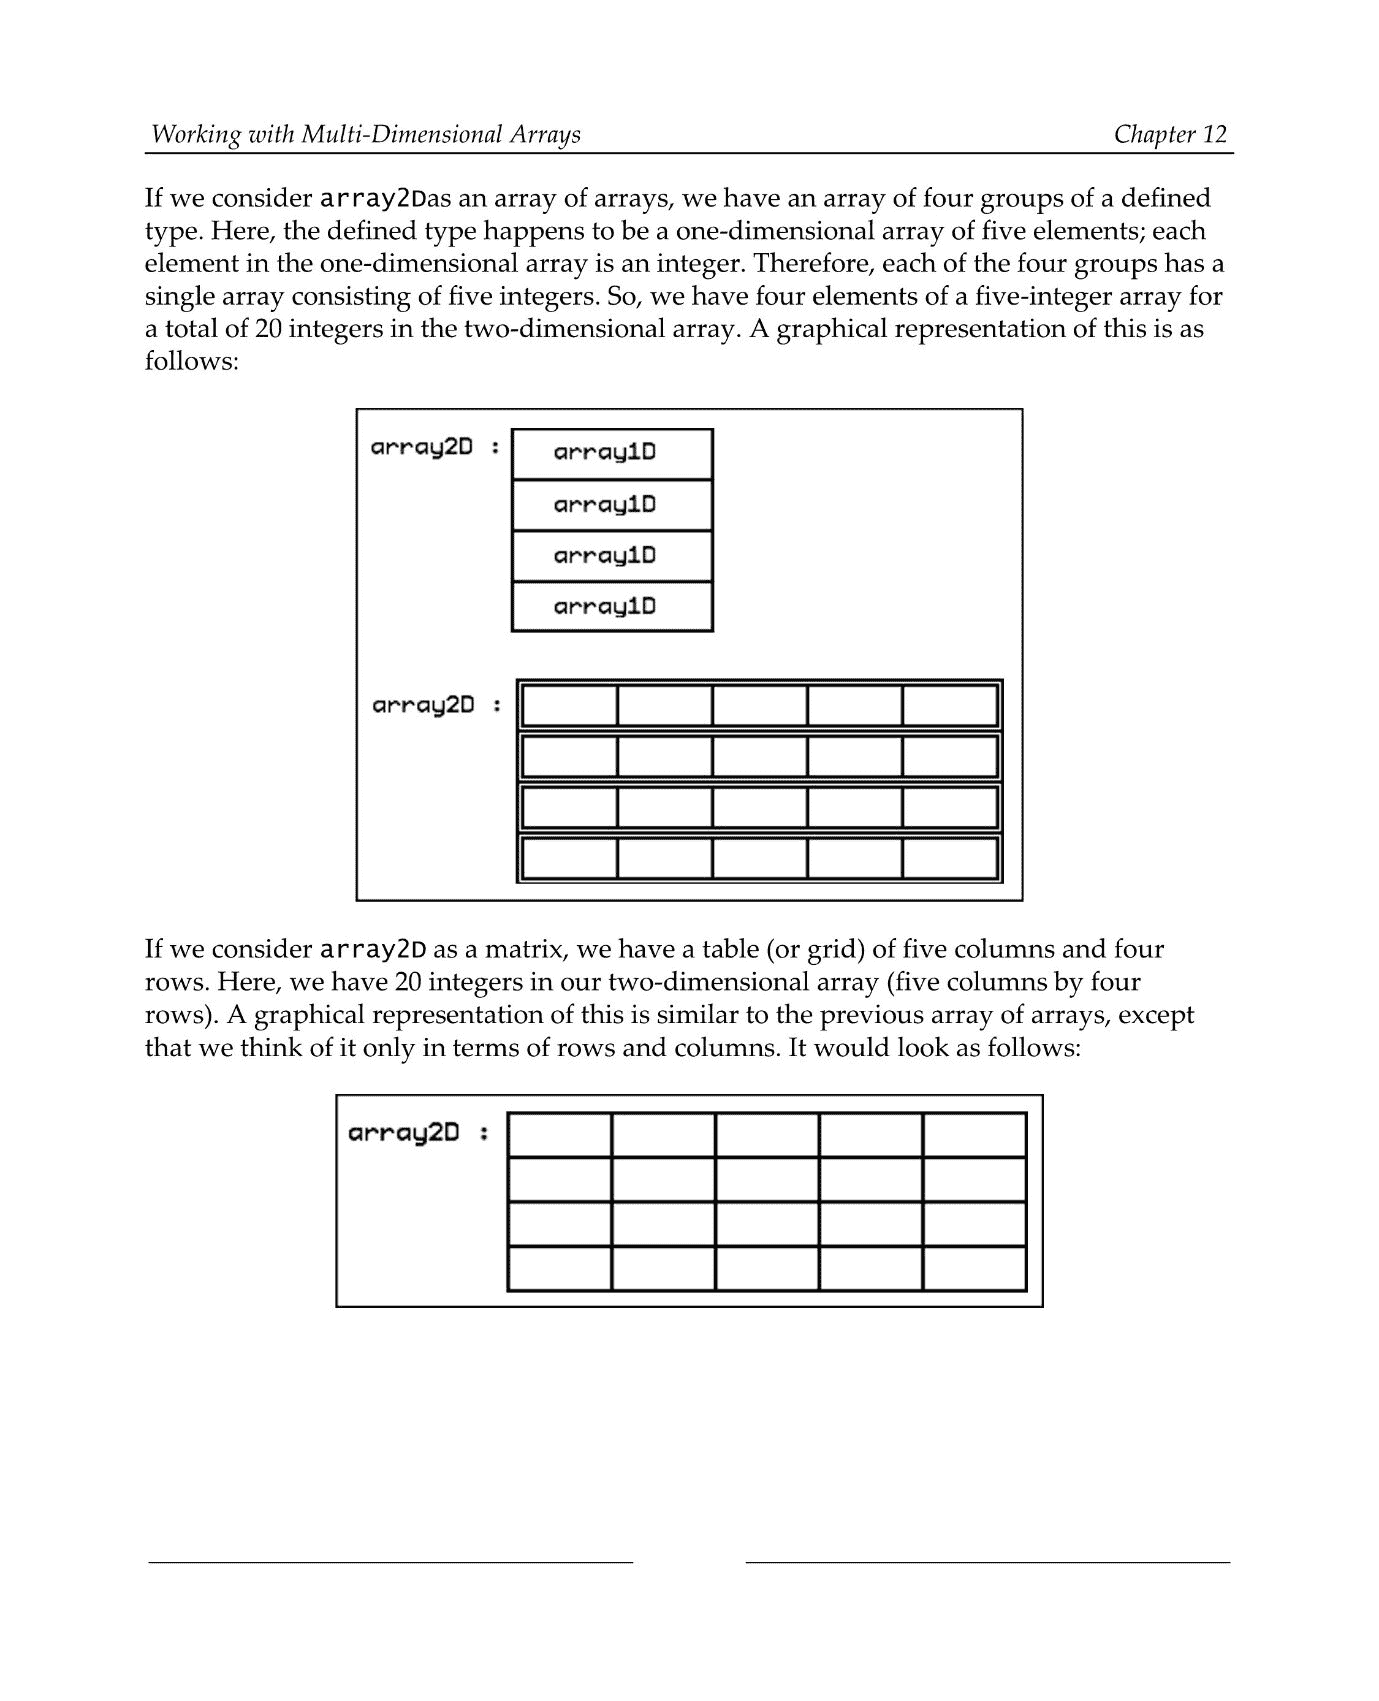 Working with Multi-Dimensional Arrays Chapter 12
If we consider array2Das an array of arrays, we have an array of four groups of a defined
type. Here, the defined type happens to be a one-dimensional array of five elements; each
element in the one-dimensional array is an integer. Therefore, each of the four groups has a
single array consisting of five integers. So, we have four elements of a five-integer array for
a total of 20 integers in the two-dimensional array. A graphical representation of this is as
follows:
array2D :
array1D
array1D
array1D
array1D
array2D :
If we consider array2D as a matrix, we have a table (or grid) of five columns and four
rows. Here, we have 20 integers in our two-dimensional array (five columns by four
rows). A graphical representation of this is similar to the previous array of arrays, except
that we think of it only in terms of rows and columns. It would look as follows:
array2D :